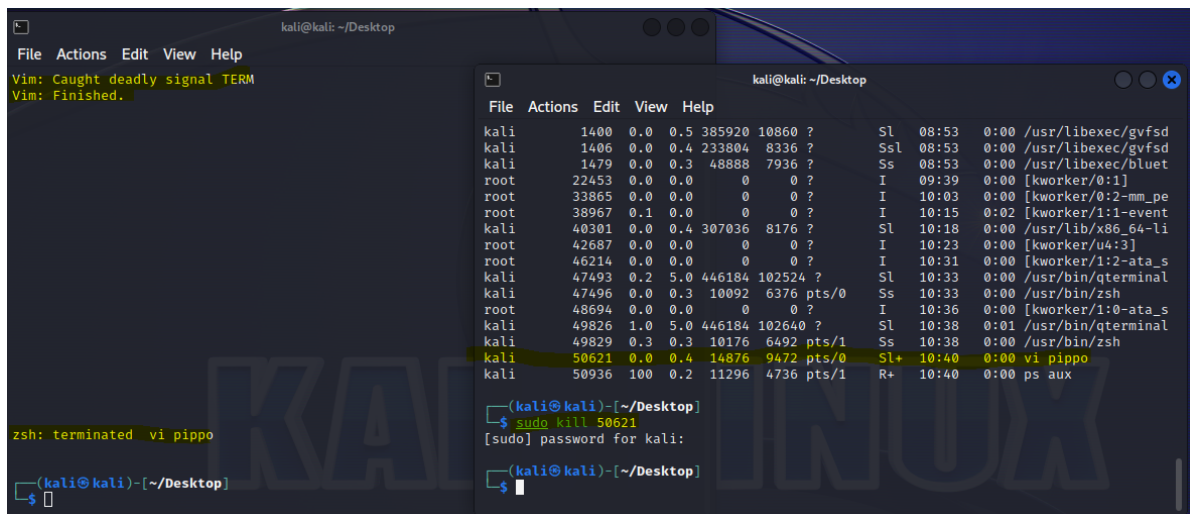 kali@kali: ~/Desktop
File Actions Edit View Help
Vim: Caught deadly signal TERM
Vim: Finished.
zsh: terminated  vi pippo
┌──(kali㉿kali)-[~/Desktop]
└─$
kali@kali: ~/Desktop
File Actions Edit View Help
kali        1400  0.0  0.5 385920 10860 ?        Sl   08:53   0:00 /usr/libexec/gvfsd
kali        1406  0.0  0.4 233804  8336 ?        Ssl  08:53   0:00 /usr/libexec/gvfsd
kali        1479  0.0  0.3  48888  7936 ?        Ss   08:53   0:00 /usr/libexec/bluet
root       22453  0.0  0.0      0     0 ?        I    09:39   0:00 [kworker/0:1]
root       33865  0.0  0.0      0     0 ?        I    10:03   0:00 [kworker/0:2-mm_pe
root       38967  0.1  0.0      0     0 ?        I    10:15   0:02 [kworker/1:1-event
kali       40301  0.0  0.4 307036  8176 ?        Sl   10:18   0:00 /usr/lib/x86_64-li
root       42687  0.0  0.0      0     0 ?        I    10:23   0:00 [kworker/u4:3]
root       46214  0.0  0.0      0     0 ?        I    10:31   0:00 [kworker/1:2-ata_s
kali       47493  0.2  5.0 446184 102524 ?       Sl   10:33   0:00 /usr/bin/qterminal
kali       47496  0.0  0.3  10092  6376 pts/0    Ss   10:33   0:00 /usr/bin/zsh
root       48694  0.0  0.0      0     0 ?        I    10:36   0:00 [kworker/1:0-ata_s
kali       49826  1.0  5.0 446184 102640 ?       Sl   10:38   0:01 /usr/bin/qterminal
kali       49829  0.3  0.3  10176  6492 pts/1    Ss   10:38   0:00 /usr/bin/zsh
kali       50621  0.0  0.4  14876  9472 pts/0    Sl+  10:40   0:00 vi pippo
kali       50936  100  0.2  11296  4736 pts/1    R+   10:40   0:00 ps aux
┌──(kali㉿kali)-[~/Desktop]
└─$ sudo kill 50621
[sudo] password for kali:
┌──(kali㉿kali)-[~/Desktop]
└─$
KALI LINUX